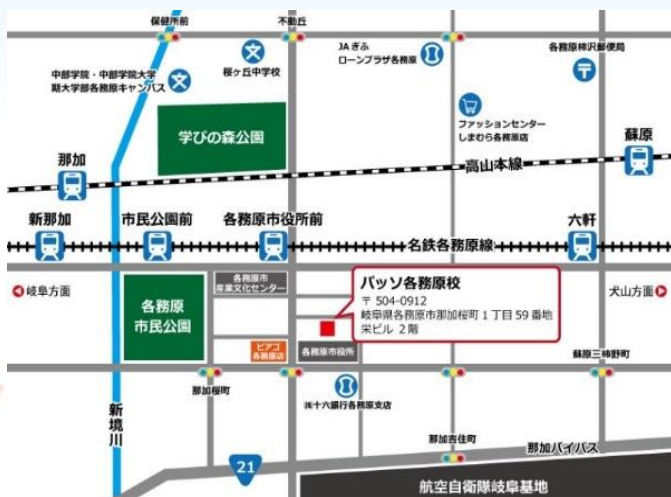 保健所前
不動丘
JAぎふ
ローンプラザ各務原
各務原柿沢郵便局
桜ヶ丘中学校
中部学院・中部学院大学
期大学部各務原キャンパス
ファッションセンター
しまむら各務原店
学びの森公園
那加
蘇原
高山本線
新那加
市民公園前
各務原市役所前
六軒
名鉄各務原線
岐阜方面
各務原市
産業文化センター
パッソ各務原校
〒504-0912
岐阜県各務原市那加桜町1丁目59番地
栄ビル 2階
犬山方面
各務原
市民公園
ピアゴ
各務原店
各務原市役所
蘇原三柿野町
那加桜町
㈱十六銀行各務原支店
新境川
那加吉住町
那加バイパス
21
航空自衛隊岐阜基地